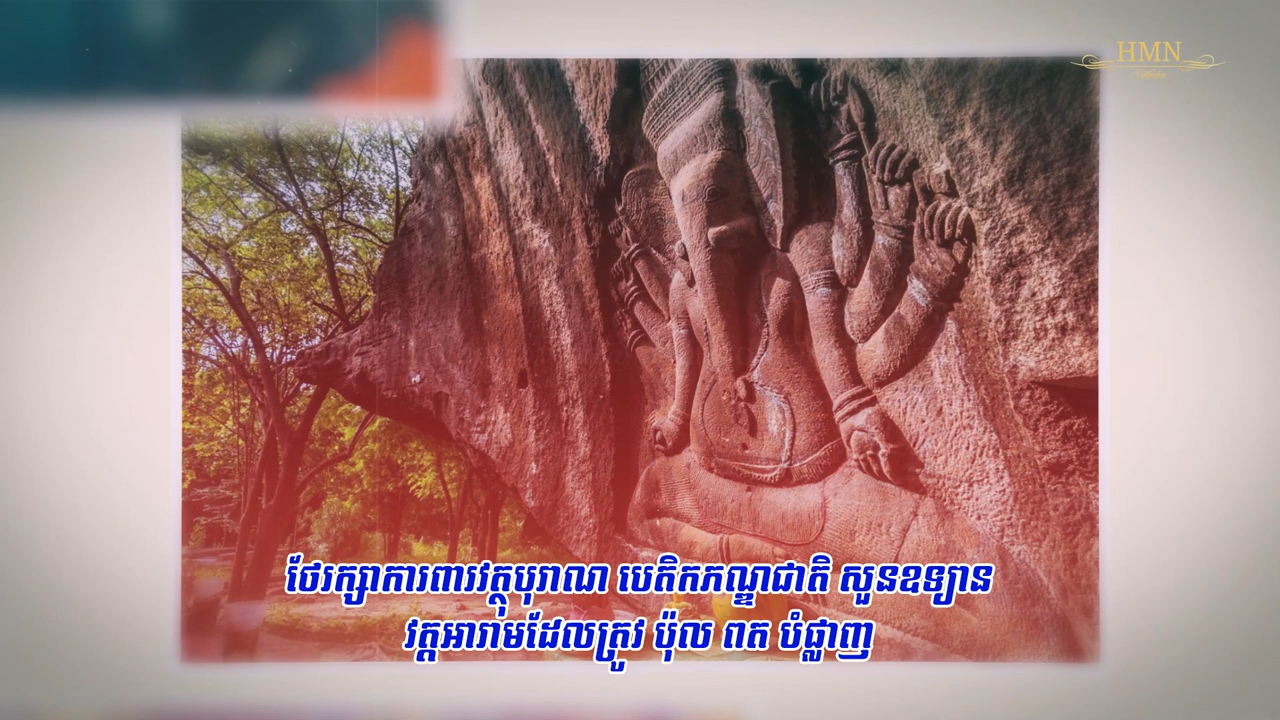 HMN
ថែរក្សាការពារវត្ថុបុរាណ បេតិកភណ្ឌជាតិ សួនឧទ្យាន
វត្តអារាមដែលត្រូវ ប៉ុល ពត បំផ្លាញ